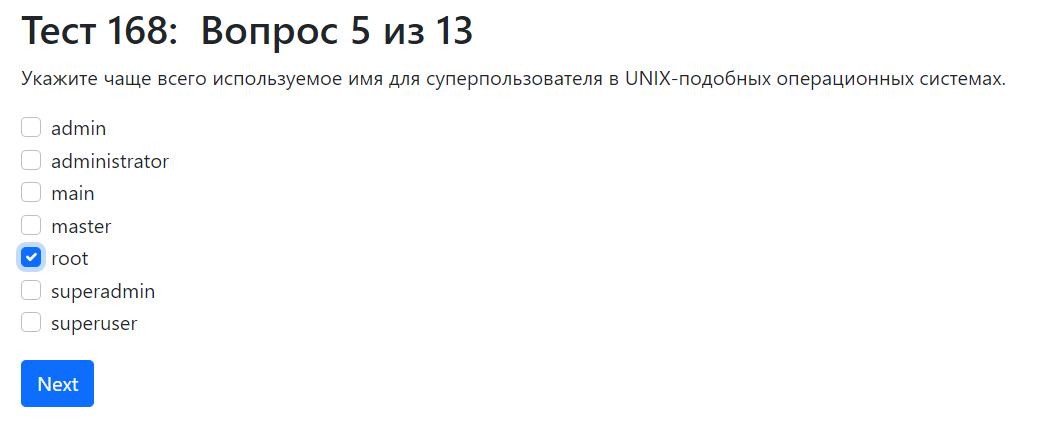 Тест 168: Вопрос 5 из 13
Укажите чаще всего используемое имя для суперпользователя в UNIX-подобных операционных системах.
admin
administrator
main
master
root
superadmin
superuser
Next